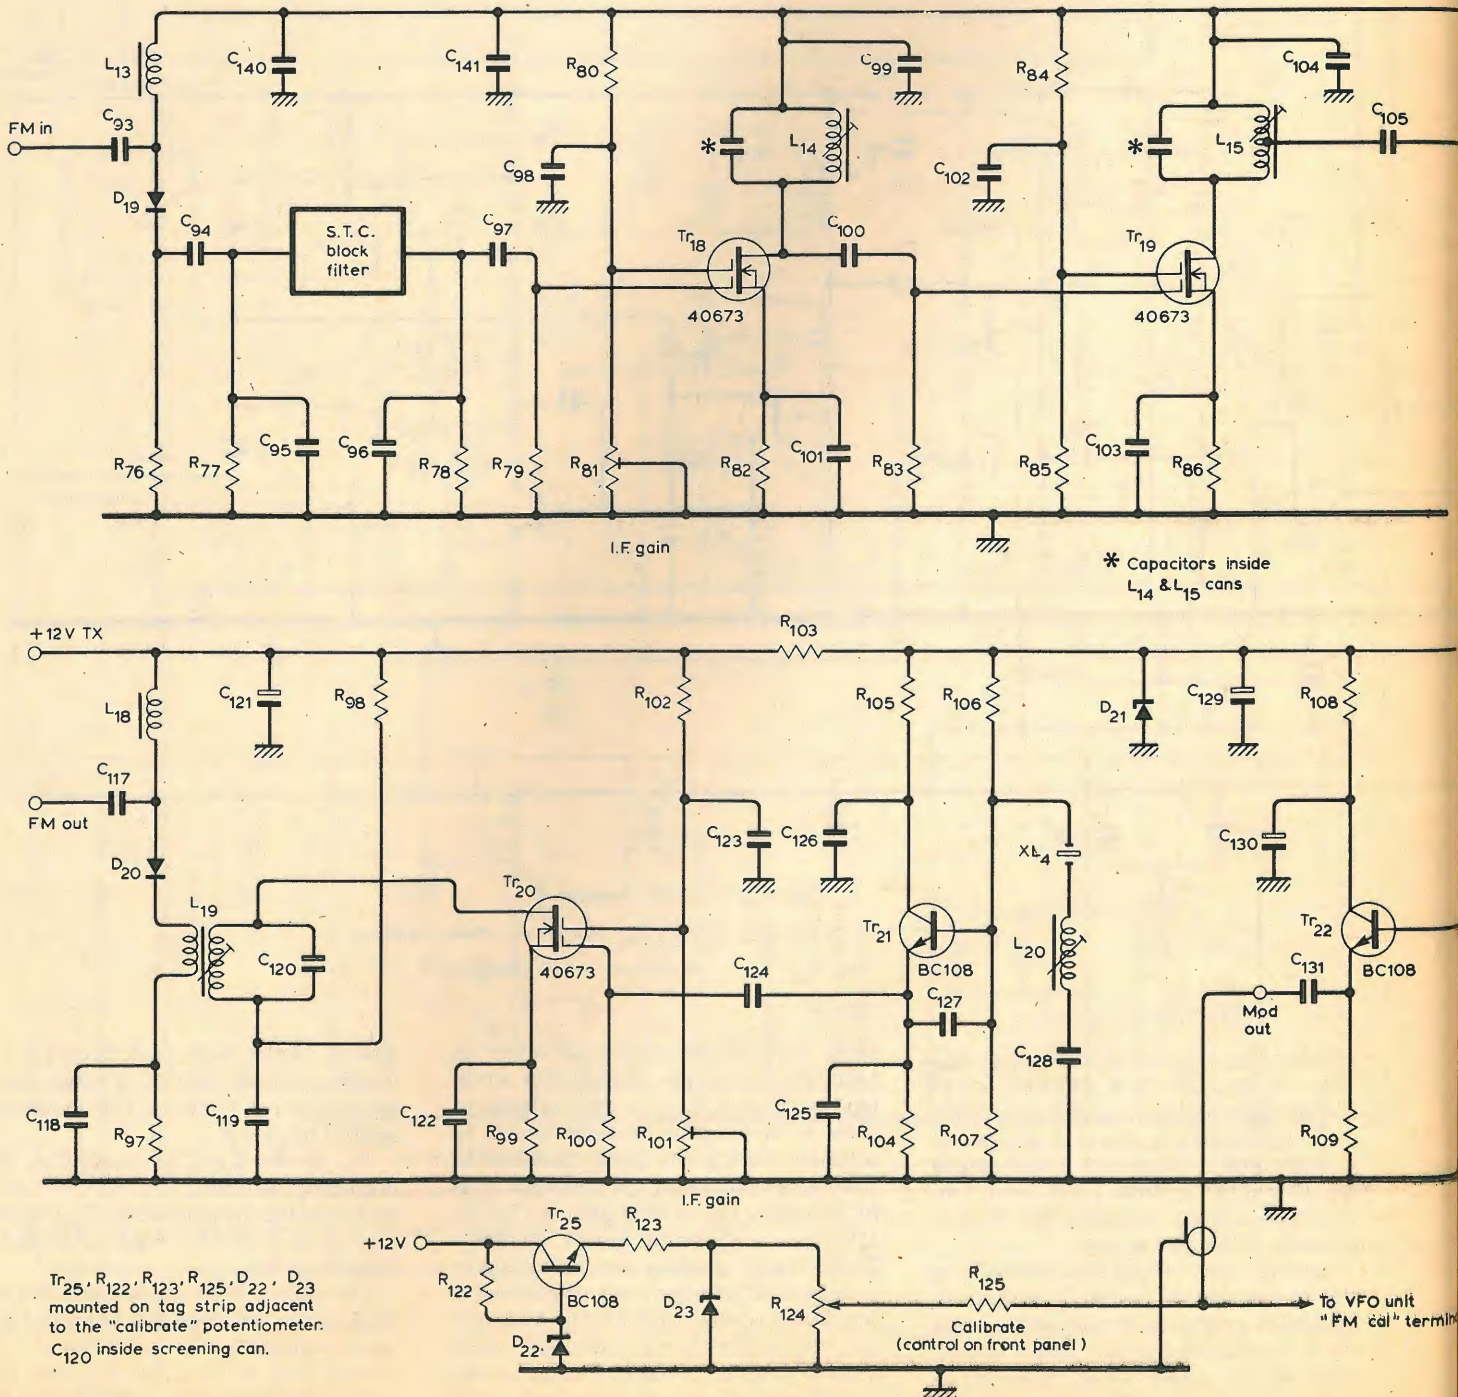 L13
C140
C141
R80
C99
R84
C104
FM in
C93
C105
*
L14
*
L15
C98
C102
D19
C94
S.T.C.
block
filter
C97
Tr18
C100
Tr19
40673
40673
R76
R77
C95
C96
R78
R79
R81
R82
C101
R83
R85
C103
R86
I.F. gain
* Capacitors inside
L14 & L15 cans
+12V TX
R103
L18
C121
R98
R102
R105
R106
D21
C129
R108
C117
FM out
C123
C126
XL4
C130
D20
L19
Tr20
Tr21
L20
Tr22
C120
40673
BC108
BC108
C124
C127
C131
Mod
out
C128
C118
R97
C119
C122
R99
R100
R101
C125
R104
R107
R109
I.F. gain
Tr25
R123
+12V
R122
BC108
D23
R124
R125
D22
Calibrate
(control on front panel)
To VFO unit
"FM cal" termin
Tr25, R122, R123, R125, D22, D23
mounted on tag strip adjacent
to the "calibrate" potentiometer.
C120 inside screening can.